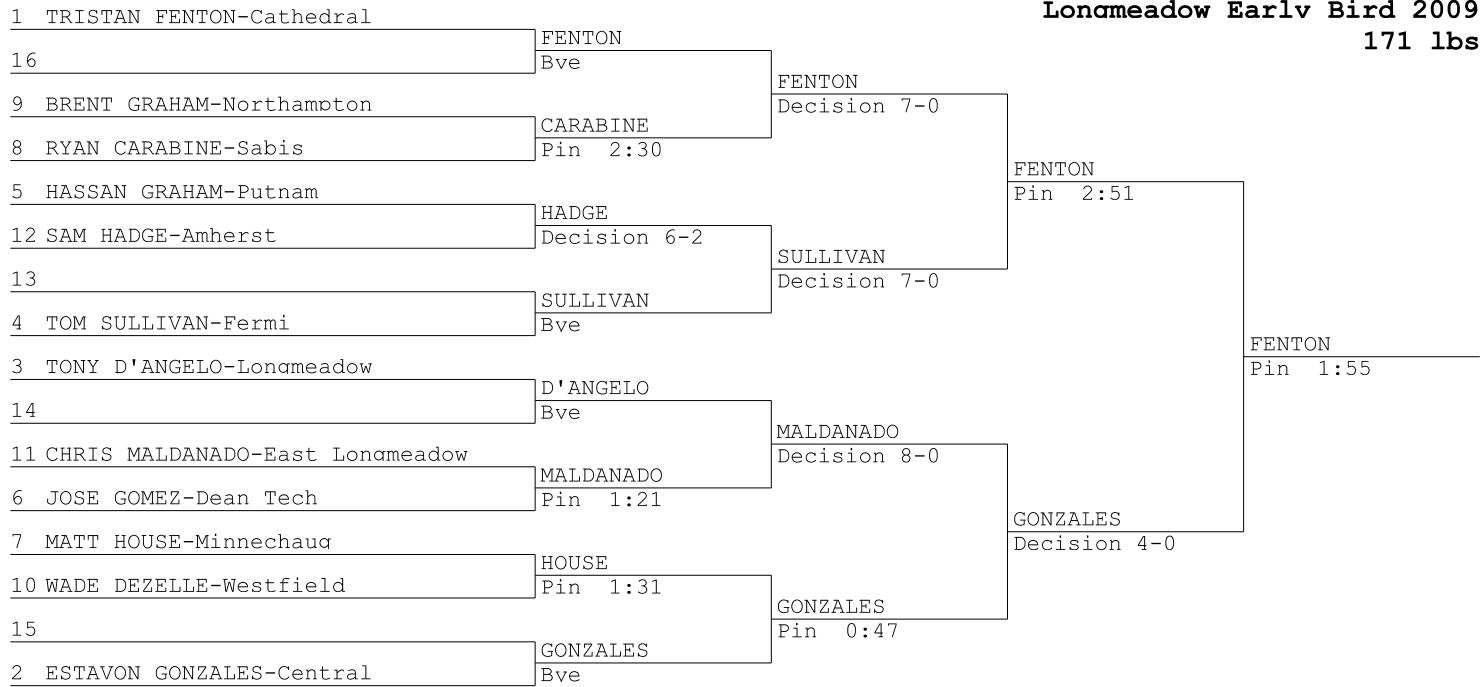 Longmeadow Early Bird 2009
171 lbs
1 TRISTAN FENTON-Cathedral
16
9 BRENT GRAHAM-Northampton
8 RYAN CARABINE-Sabis
5 HASSAN GRAHAM-Putnam
12 SAM HADGE-Amherst
13
4 TOM SULLIVAN-Fermi
3 TONY D'ANGELO-Longmeadow
14
11 CHRIS MALDANADO-East Longmeadow
6 JOSE GOMEZ-Dean Tech
7 MATT HOUSE-Minnechaug
10 WADE DEZELLE-Westfield
15
2 ESTAVON GONZALES-Central
FENTON
Bye
CARABINE
Pin 2:30
HADGE
Decision 6-2
SULLIVAN
Bye
D'ANGELO
Bye
MALDANADO
Pin 1:21
HOUSE
Pin 1:31
GONZALES
Bye
FENTON
Decision 7-0
SULLIVAN
Decision 7-0
MALDANADO
Decision 8-0
GONZALES
Pin 0:47
FENTON
Pin 2:51
GONZALES
Decision 4-0
FENTON
Pin 1:55